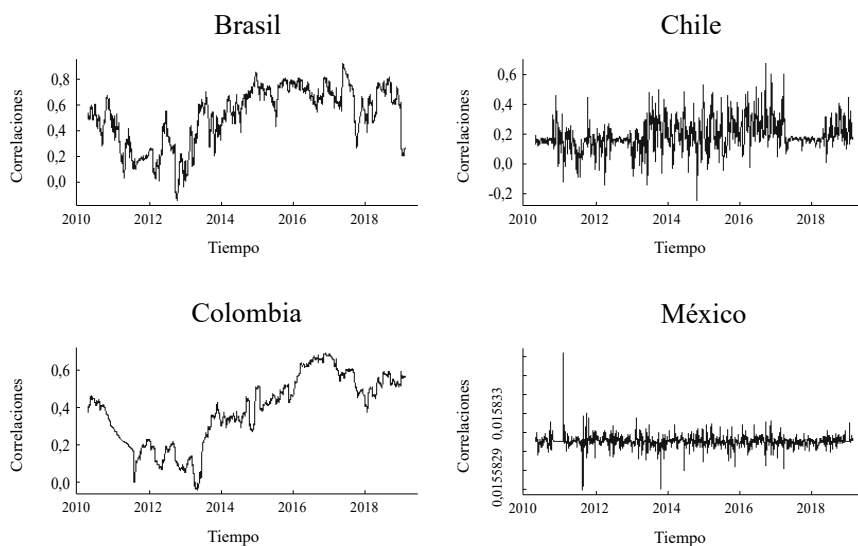 Brasil
Correlaciones
0,8
0,6
0,4
0,2
0,0
2010 2012 2014 2016 2018
Tiempo
Chile
Correlaciones
0,6
0,4
0,2
0,0
-0,2
2010 2012 2014 2016 2018
Tiempo
Colombia
Correlaciones
0,6
0,4
0,2
0,0
2010 2012 2014 2016 2018
Tiempo
México
Correlaciones
0,0155829 0,015833
2010 2012 2014 2016 2018
Tiempo